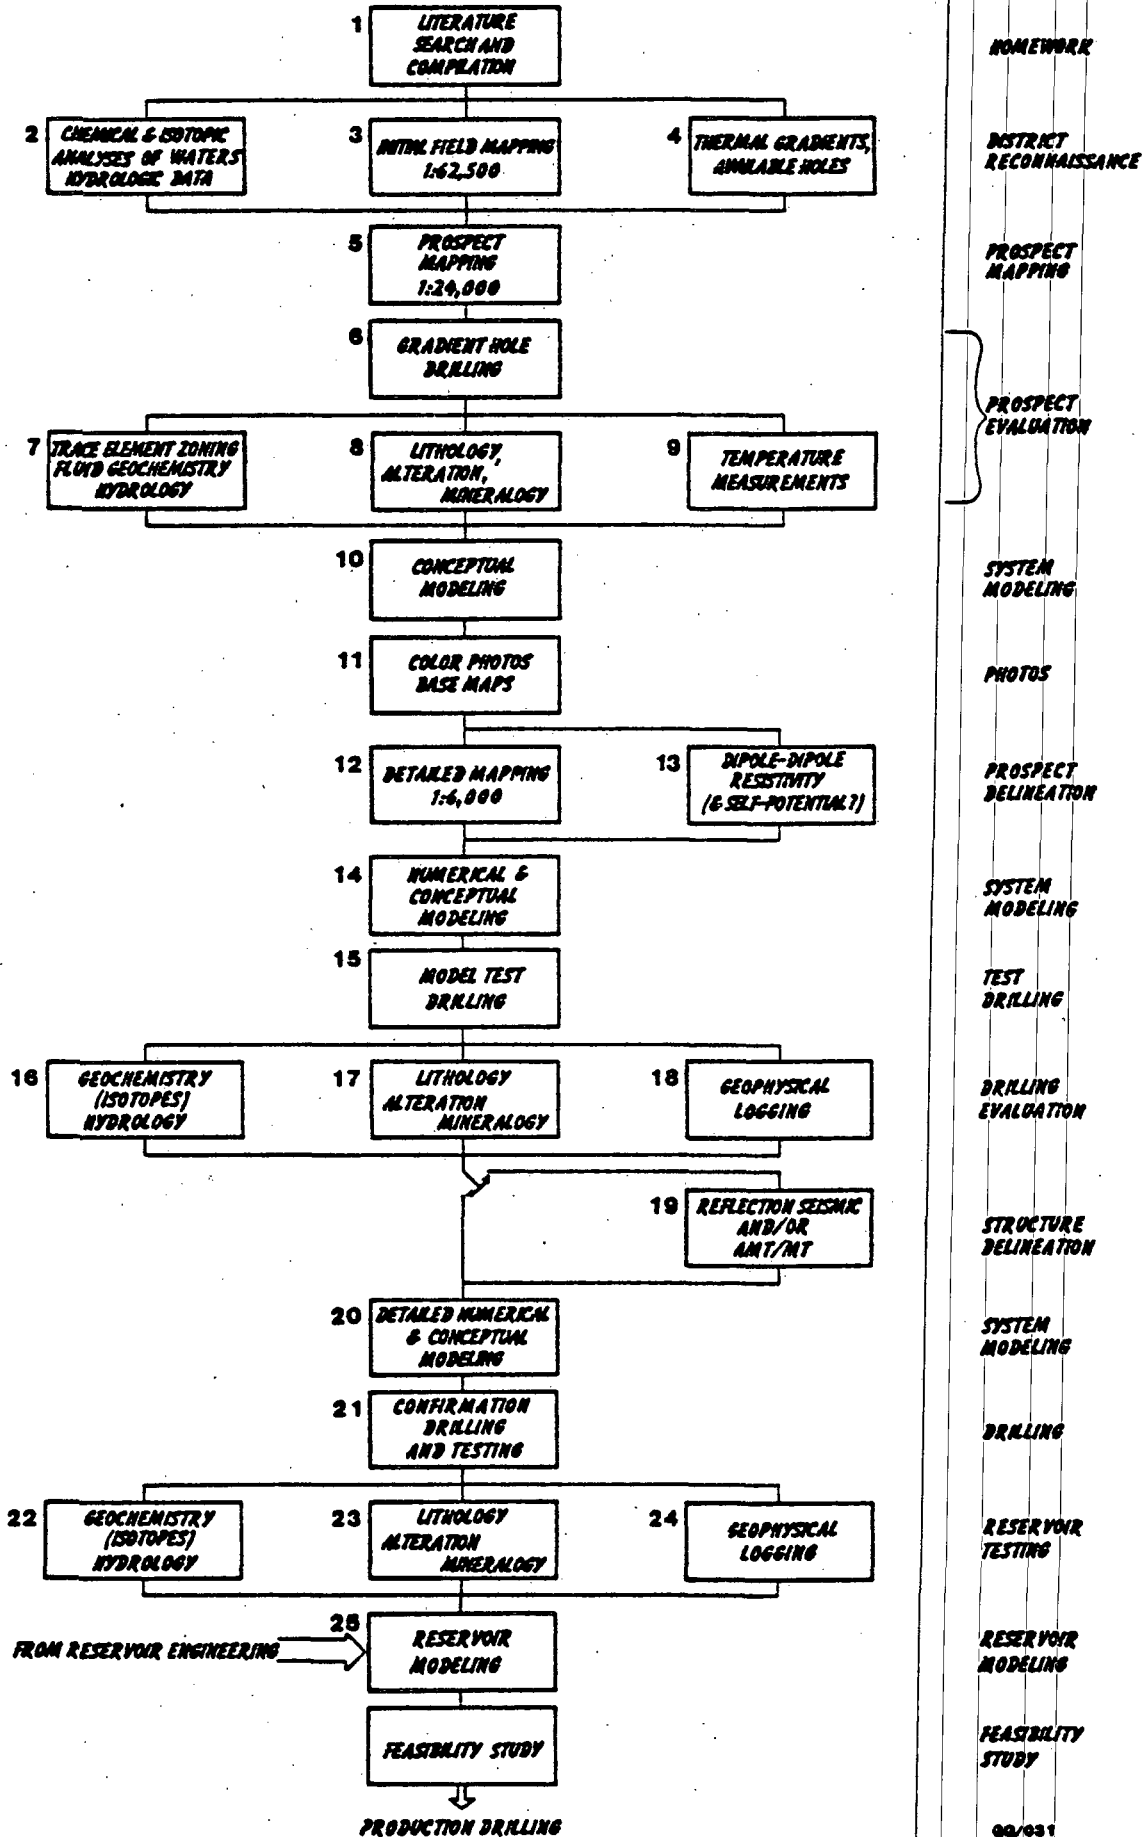 1
LITERATURE
SEARCH AND
COMPILATION
HOMEWORK
2
CHEMICAL & ISOTOPIC
ANALYSES OF WATERS
HYDROLOGIC DATA
3
INITIAL FIELD MAPPING
1:62,500
4
THERMAL GRADIENTS,
AVAILABLE HOLES
DISTRICT
RECONNAISSANCE
5
PROSPECT
MAPPING
1:24,000
PROSPECT
MAPPING
6
GRADIENT HOLE
DRILLING
7
TRACE ELEMENT ZONING
FLUID GEOCHEMISTRY
HYDROLOGY
8
LITHOLOGY,
ALTERATION,
MINERALOGY
9
TEMPERATURE
MEASUREMENTS
PROSPECT
EVALUATION
10
CONCEPTUAL
MODELING
SYSTEM
MODELING
11
COLOR PHOTOS
BASE MAPS
PHOTOS
12
DETAILED MAPPING
1:6,000
13
DIPOLE-DIPOLE
RESISTIVITY
(& SELF-POTENTIAL?)
PROSPECT
DELINEATION
14
NUMERICAL &
CONCEPTUAL
MODELING
SYSTEM
MODELING
15
MODEL TEST
DRILLING
TEST
DRILLING
16
GEOCHEMISTRY
(ISOTOPES)
HYDROLOGY
17
LITHOLOGY
ALTERATION
MINERALOGY
18
GEOPHYSICAL
LOGGING
DRILLING
EVALUATION
19
REFLECTION SEISMIC
AND/OR
AMT/MT
STRUCTURE
DELINEATION
20
DETAILED NUMERICAL
& CONCEPTUAL
MODELING
SYSTEM
MODELING
21
CONFIRMATION
DRILLING
AND TESTING
DRILLING
22
GEOCHEMISTRY
(ISOTOPES)
HYDROLOGY
23
LITHOLOGY
ALTERATION
MINERALOGY
24
GEOPHYSICAL
LOGGING
RESERVOIR
TESTING
FROM RESERVOIR ENGINEERING
25
RESERVOIR
MODELING
RESERVOIR
MODELING
FEASIBILITY STUDY
FEASIBILITY
STUDY
PRODUCTION DRILLING